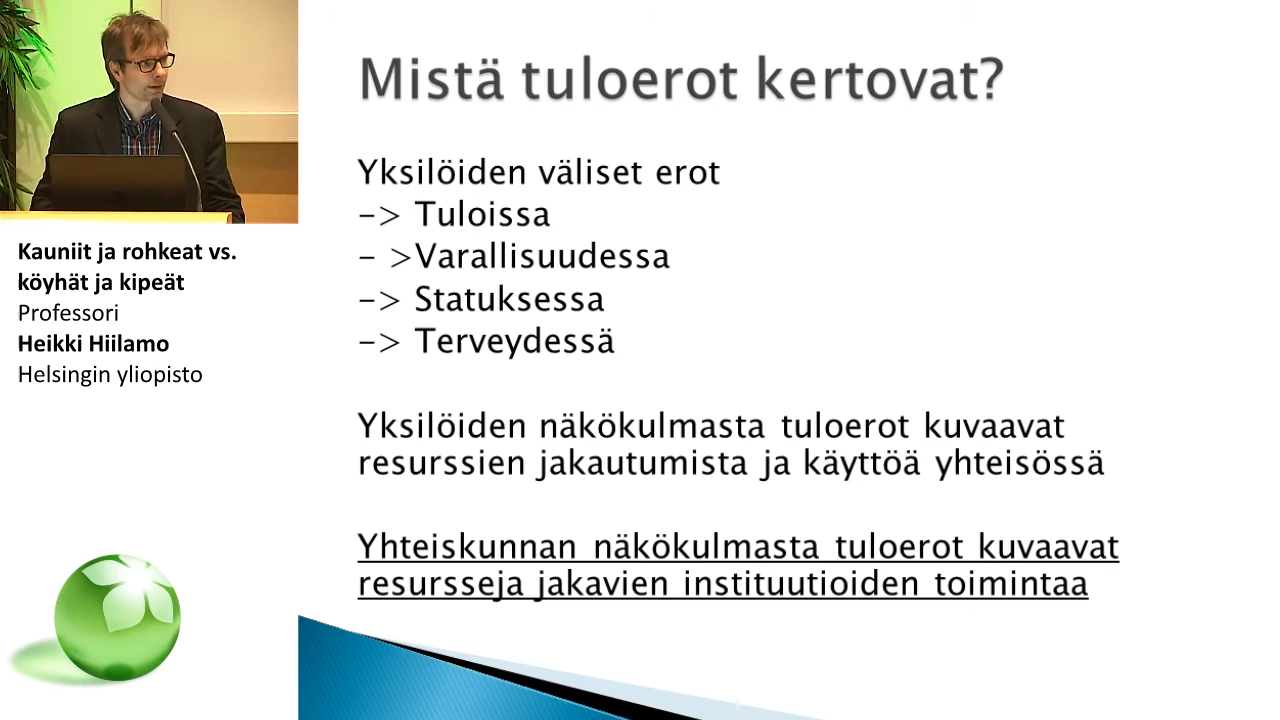 Mistä tuloerot kertovat?
Yksilöiden väliset erot
-> Tuloissa
- >Varallisuudessa
-> Statuksessa
-> Terveydessä
Yksilöiden näkökulmasta tuloerot kuvaavat
resurssien jakautumista ja käyttöä yhteisössä
Yhteiskunnan näkökulmasta tuloerot kuvaavat
resursseja jakavien instituutioiden toimintaa
Kauniit ja rohkeat vs.
köyhät ja kipeät
Professori
Heikki Hiilamo
Helsingin yliopisto